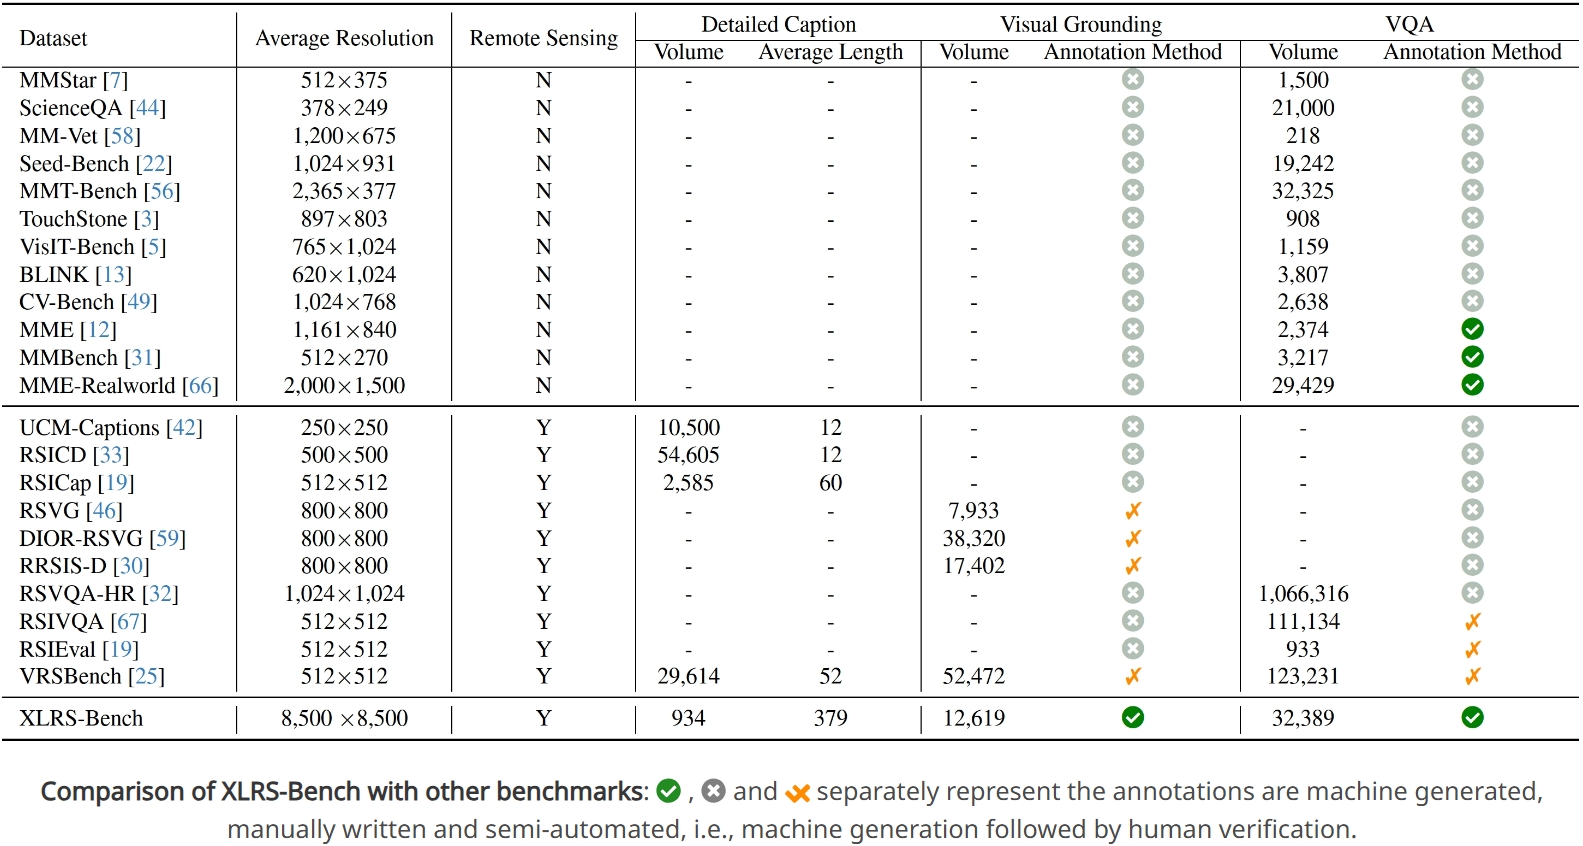 Dataset Average Resolution Remote Sensing Detailed Caption Visual Grounding VQA
Volume Average Length Volume Annotation Method Volume Annotation Method
MMStar [7] 512×375 N - - - 1,500
ScienceQA [44] 378×249 N - - - 21,000
MM-Vet [58] 1,200×675 N - - - 218
Seed-Bench [22] 1,024×931 N - - - 19,242
MMT-Bench [56] 2,365×377 N - - - 32,325
TouchStone [3] 897×803 N - - - 908
VisIT-Bench [5] 765×1,024 N - - - 1,159
BLINK [13] 620×1,024 N - - - 3,807
CV-Bench [49] 1,024×768 N - - - 2,638
MME [12] 1,161×840 N - - - 2,374
MMBench [31] 512×270 N - - - 3,217
MME-Realworld [66] 2,000×1,500 N - - - 29,429
UCM-Captions [42] 250×250 Y 10,500 12 - -
RSICD [33] 500×500 Y 54,605 12 - -
RSICap [19] 512×512 Y 2,585 60 - -
RSVG [46] 800×800 Y - - 7,933 -
DIOR-RSVG [59] 800×800 Y - - 38,320 -
RRSIS-D [30] 800×800 Y - - 17,402 -
RSVQA-HR [32] 1,024×1,024 Y - - - 1,066,316
RSIVQA [67] 512×512 Y - - - 111,134
RSIEval [19] 512×512 Y - - - 933
VRSBench [25] 512×512 Y 29,614 52 52,472 123,231
XLRS-Bench 8,500 ×8,500 Y 934 379 12,619 32,389
Comparison of XLRS-Bench with other benchmarks: , and separately represent the annotations are machine generated,
manually written and semi-automated, i.e., machine generation followed by human verification.